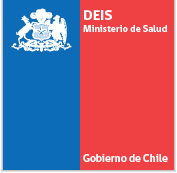 DEIS
Ministerio de Salud
Gobierno de Chile